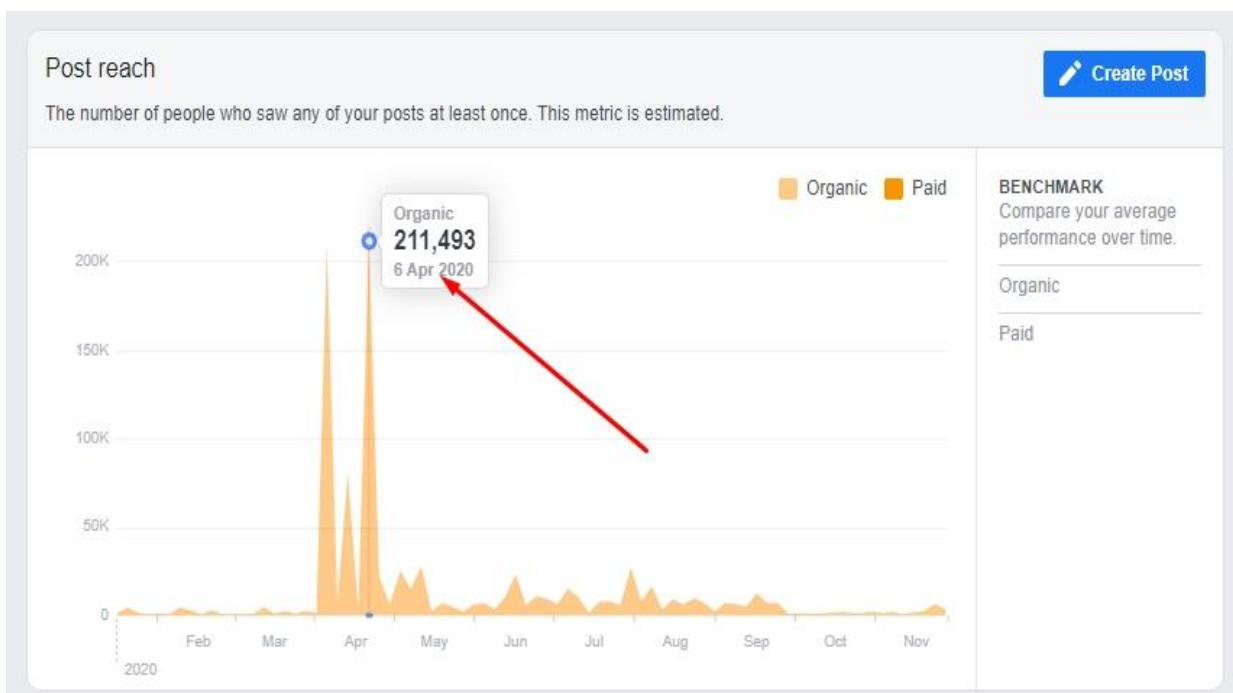 Post reach
Create Post
The number of people who saw any of your posts at least once. This metric is estimated.
Organic
Paid
Organic
211,493
6 Apr 2020
200K
150K
100K
50K
0
Feb
Mar
Apr
May
Jun
Jul
Aug
Sep
Oct
Nov
2020
BENCHMARK
Compare your average
performance over time.
Organic
Paid